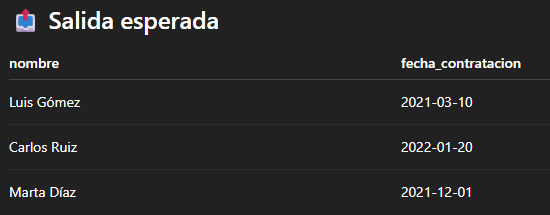 Salida esperada
nombre fecha_contratacion
Luis Gómez 2021-03-10
Carlos Ruiz 2022-01-20
Marta Díaz 2021-12-01